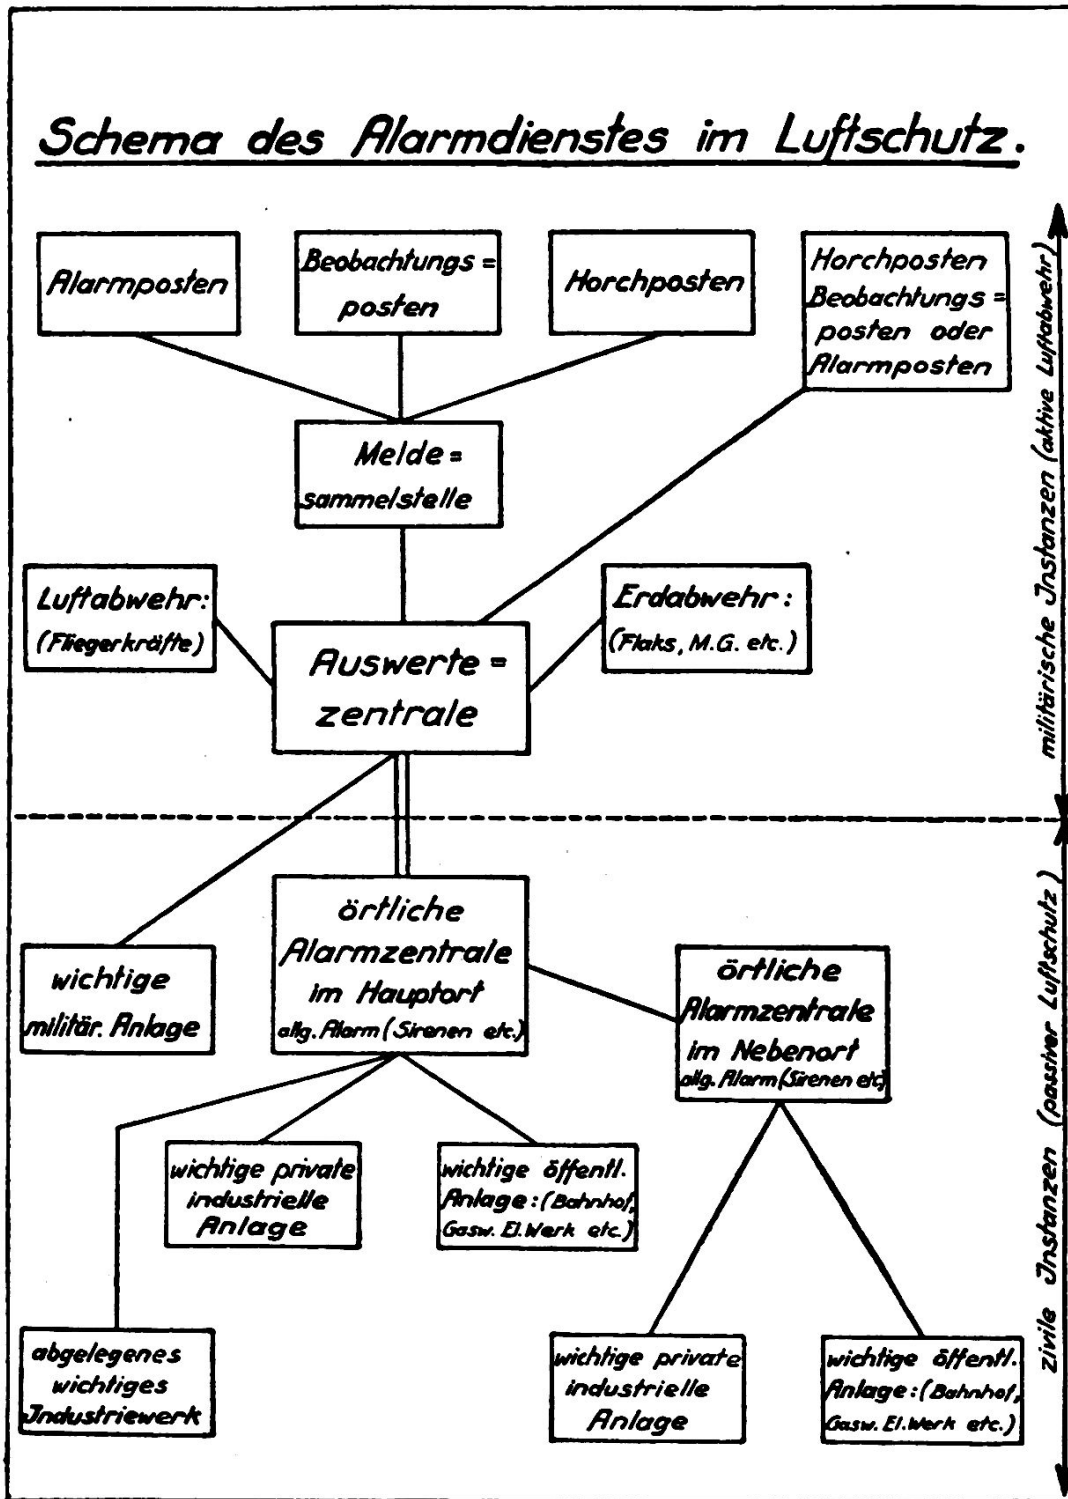 Schema des Alarmdienstes im Luftschutz.
Alarmposten
Beobachtungs=
posten
Horchposten
Horchposten
Beobachtungs=
posten oder
Alarmposten
Melde=
sammelstelle
Luftabwehr:
(Fliegerkräfte)
Erdabwehr:
(Flaks, M.G. etc.)
Auswerte=
zentrale
militärische Instanzen (aktive Luftabwehr)
örtliche
Alarmzentrale
im Hauptort
allg. Alarm (Sirenen etc.)
wichtige
militär. Anlage
örtliche
Alarmzentrale
im Nebenort
allg. Alarm (Sirenen etc)
wichtige private
industrielle
Anlage
wichtige öffentl.
Anlage: (Bahnhof,
Gasw. El. Werk etc.)
abgelegenes
wichtiges
Industriewerk
wichtige private
industrielle
Anlage
wichtige öffentl.
Anlage: (Bahnhof,
Gasw. El. Werk etc.)
zivile Instanzen (passiver Luftschutz)